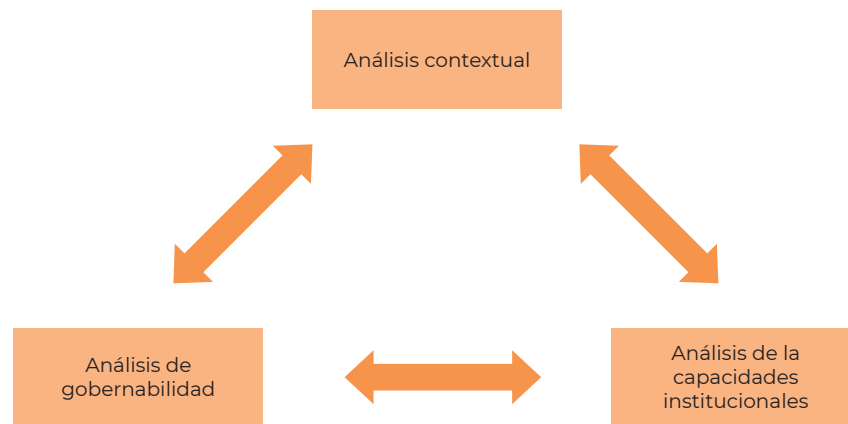 Análisis contextual
Análisis de
gobernabilidad
Análisis de la
capacidades
institucionales